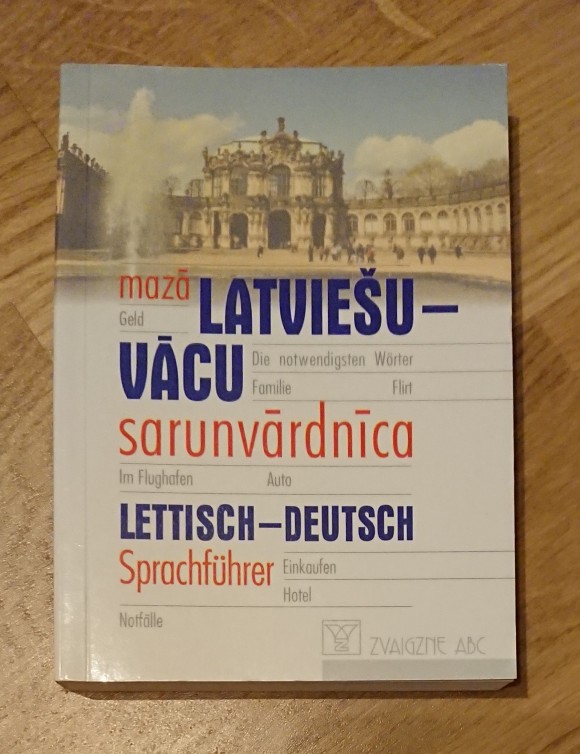 mazā
Geld
LATVIEŠU –
VĀCU
Die notwendigsten Wörter
Familie Flirt
sarunvārdnīca
Im Flughafen Auto
LETTISCH–DEUTSCH
Sprachführer
Einkaufen
Hotel
Notfälle
ZVAIGZNE ABC